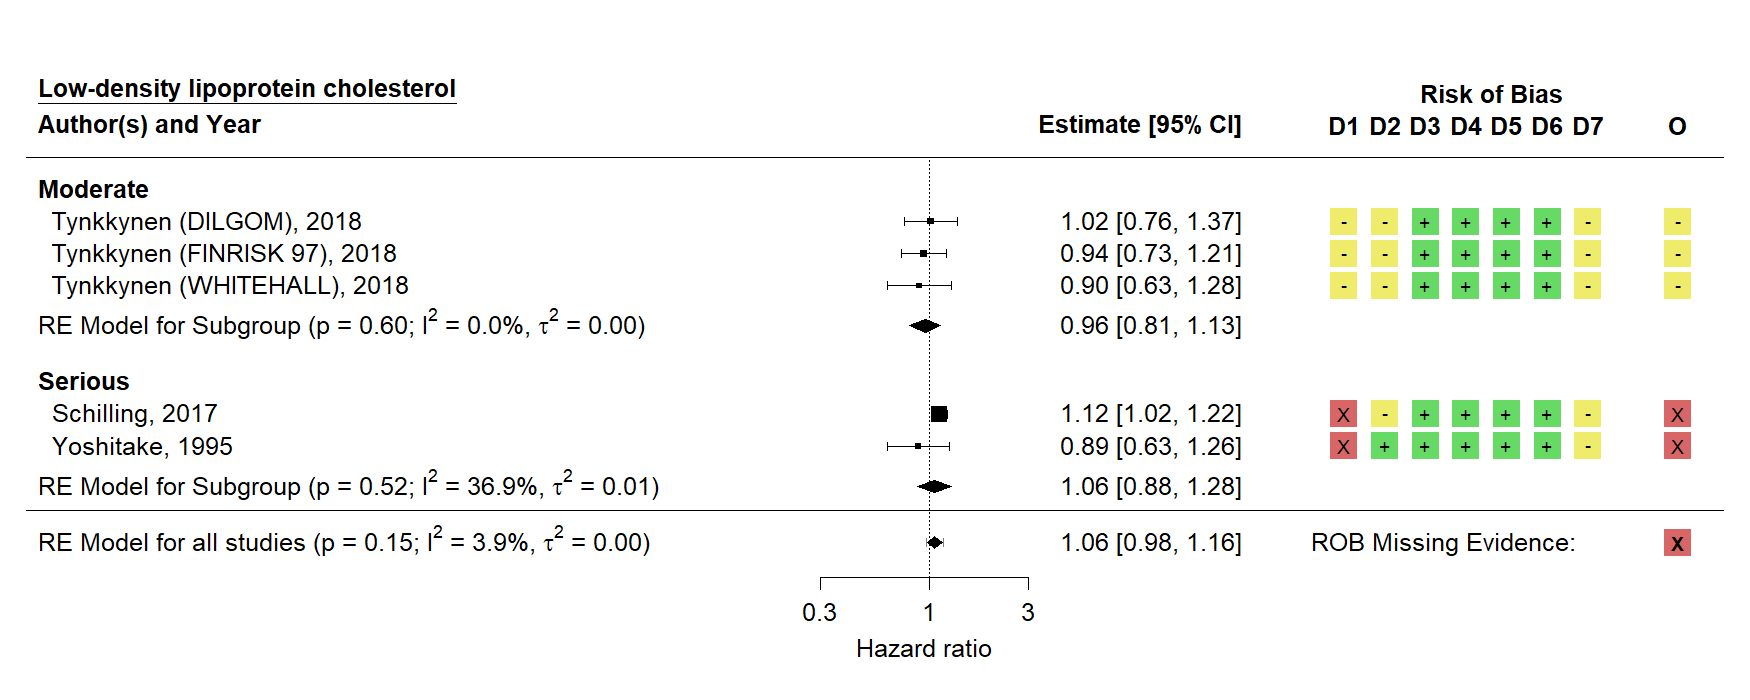 Low-density lipoprotein cholesterol
Risk of Bias
Author(s) and Year Estimate [95% CI] D1 D2 D3 D4 D5 D6 D7 O
Moderate
Tynkkynen (DILGOM), 2018 1.02 [0.76, 1.37] - - + + + + - -
Tynkkynen (FINRISK 97), 2018 0.94 [0.73, 1.21] - - + + + + - -
Tynkkynen (WHITEHALL), 2018 0.90 [0.63, 1.28] - - + + + + - -
RE Model for Subgroup (p = 0.60; I² = 0.0%, τ² = 0.00) 0.96 [0.81, 1.13]
Serious
Schilling, 2017 1.12 [1.02, 1.22] X - + + + + - X
Yoshitake, 1995 0.89 [0.63, 1.26] X + + + + + - X
RE Model for Subgroup (p = 0.52; I² = 36.9%, τ² = 0.01) 1.06 [0.88, 1.28]
RE Model for all studies (p = 0.15; I² = 3.9%, τ² = 0.00) 1.06 [0.98, 1.16] ROB Missing Evidence: X
0.3 1 3
Hazard ratio